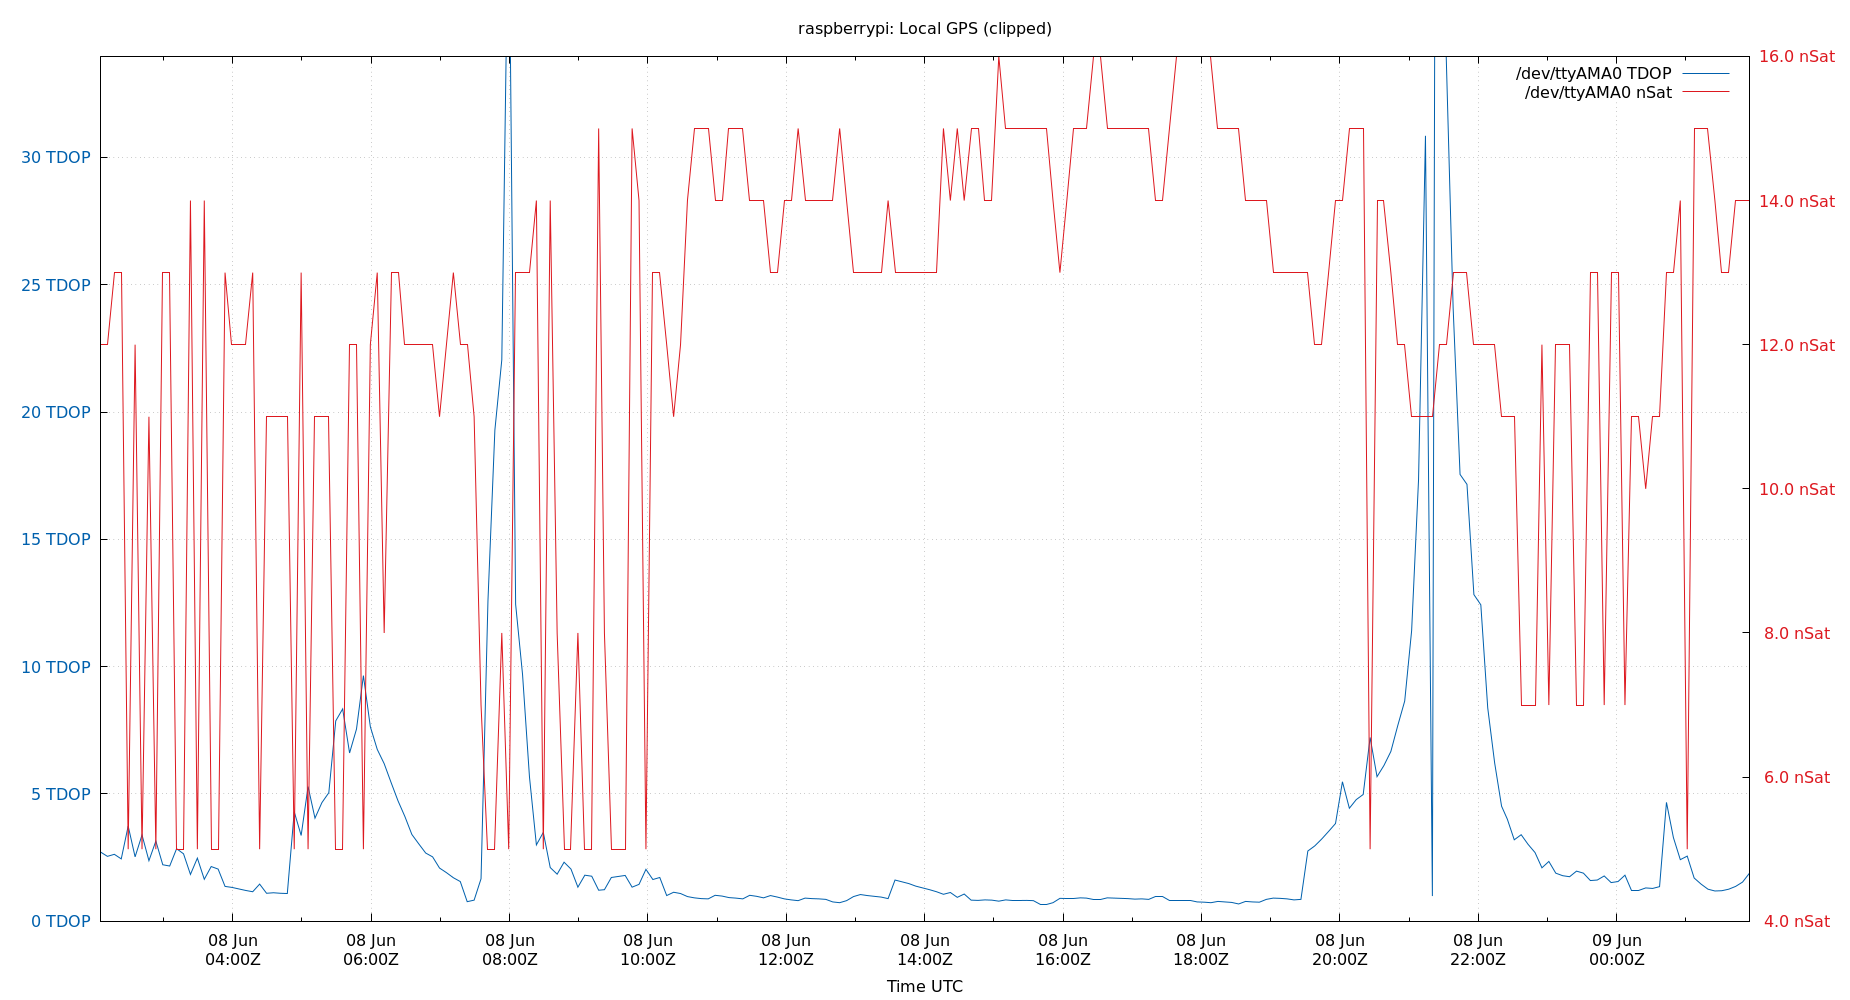 raspberrypi: Local GPS (clipped)
/dev/ttyAMA0 TDOP
/dev/ttyAMA0 nSat
30 TDOP
25 TDOP
20 TDOP
15 TDOP
10 TDOP
5 TDOP
0 TDOP
16.0 nSat
14.0 nSat
12.0 nSat
10.0 nSat
8.0 nSat
6.0 nSat
4.0 nSat
08 Jun
04:00Z
08 Jun
06:00Z
08 Jun
08:00Z
08 Jun
10:00Z
08 Jun
12:00Z
08 Jun
14:00Z
08 Jun
16:00Z
08 Jun
18:00Z
08 Jun
20:00Z
08 Jun
22:00Z
09 Jun
00:00Z
Time UTC